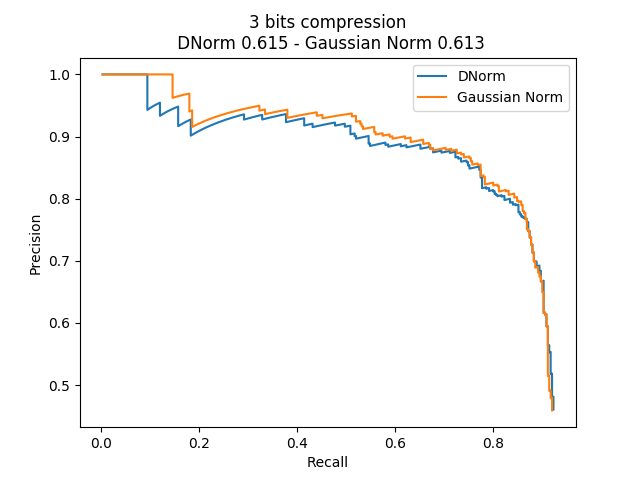 3 bits compression
DNorm 0.615 - Gaussian Norm 0.613
DNorm
Gaussian Norm
1.0
0.9
0.8
0.7
0.6
0.5
Precision
0.0
0.2
0.4
0.6
0.8
Recall